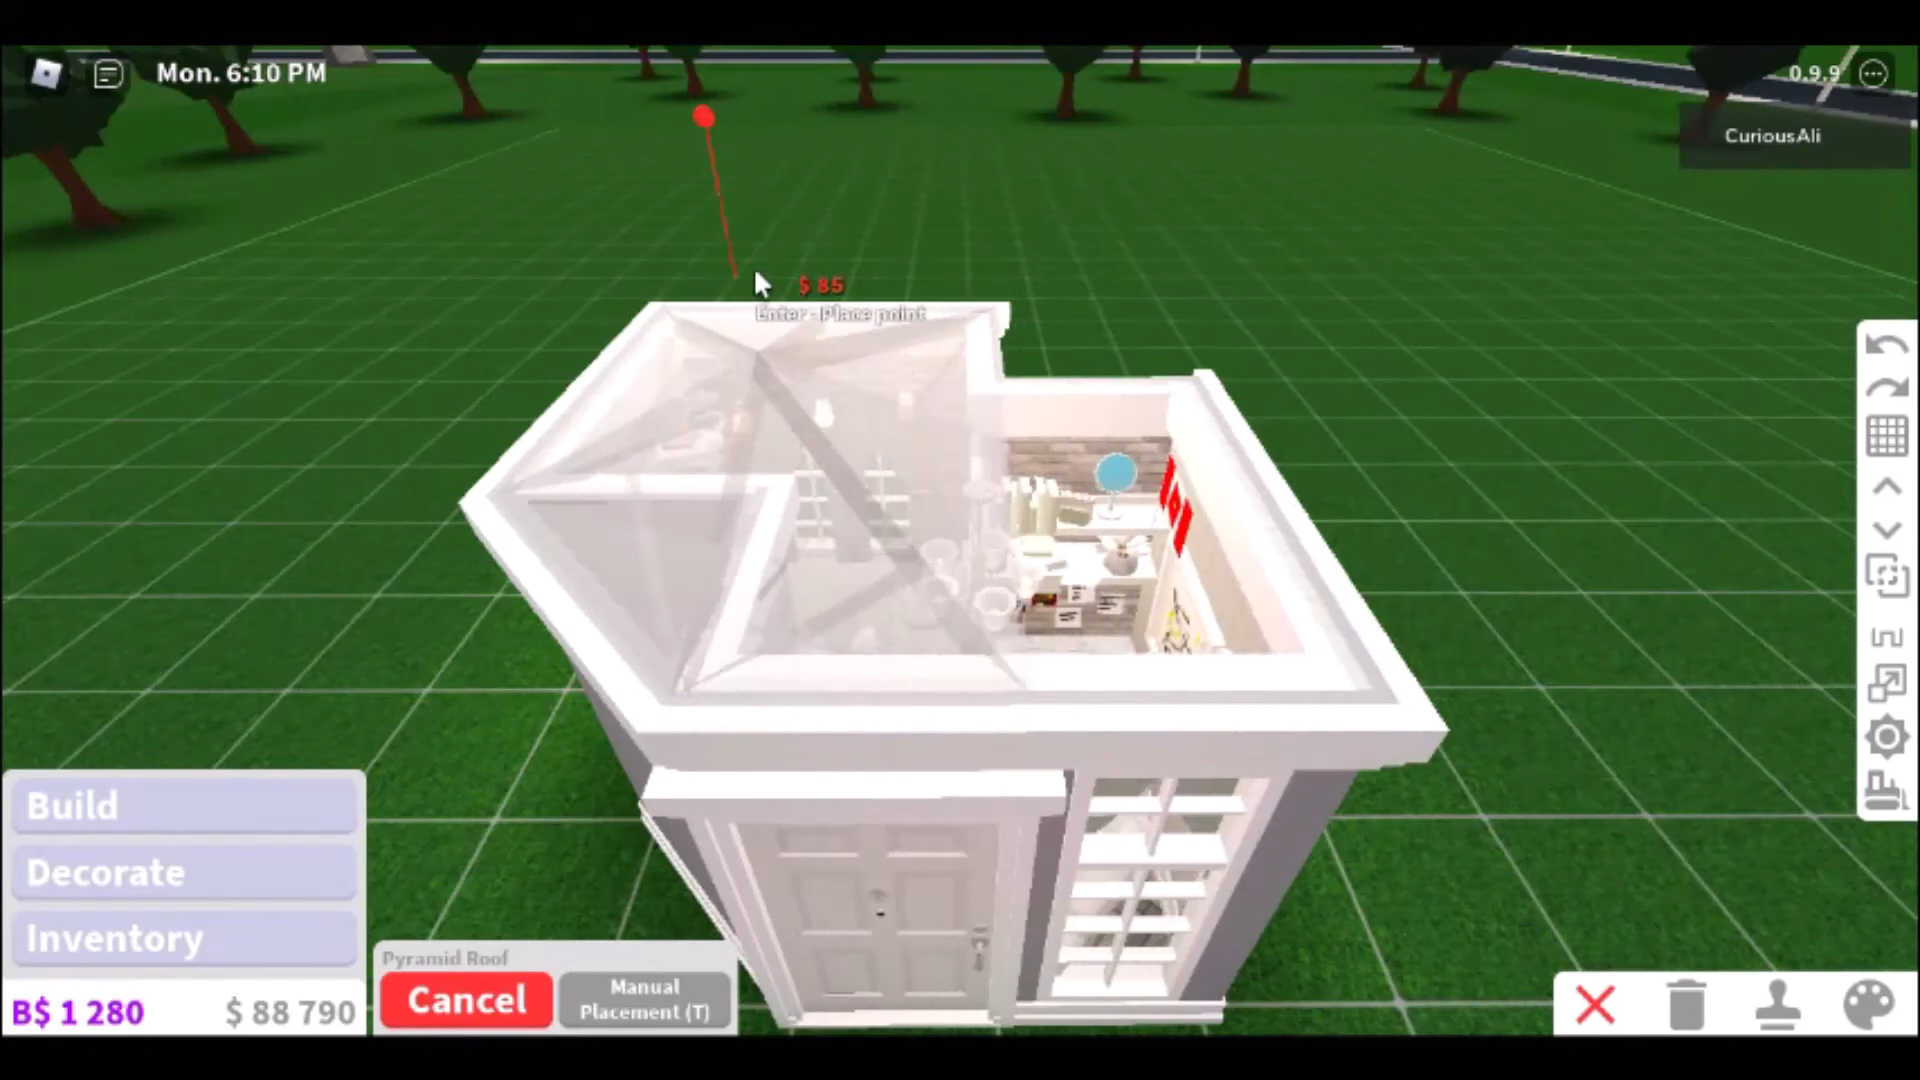 Mon. 6:10 PM
0.9.9
CuriousAli
$ 85
Enter - Place point
Build
Decorate
Inventory
B$ 1 280
$ 88 790
Pyramid Roof
Cancel
Manual
Placement (T)